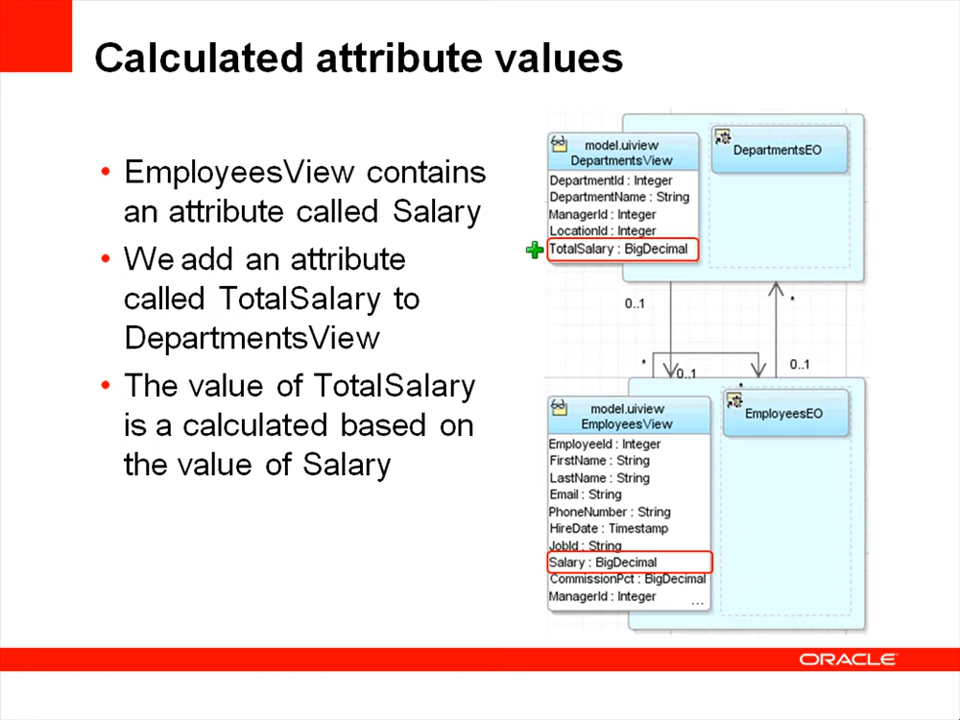 Calculated attribute values
• EmployeesView contains
an attribute called Salary
• We add an attribute
called TotalSalary to
DepartmentsView
• The value of TotalSalary
is a calculated based on
the value of Salary
model.uiview
DepartmentsView
DepartmentId : Integer
DepartmentName : String
ManagerId : Integer
LocationId : Integer
TotalSalary : BigDecimal
DepartmentsEO
0..1
*
*
0..1
0..1
*
model.uiview
EmployeesView
EmployeeId : Integer
FirstName : String
LastName : String
Email : String
PhoneNumber : String
HireDate : Timestamp
JobId : String
Salary : BigDecimal
CommissionPct : BigDecimal
ManagerId : Integer
...
EmployeesEO
ORACLE